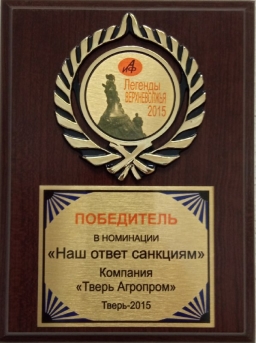 АиФ
Легенды
ВЕРХНЕВОЛЖЬЯ
2015
ПОБЕДИТЕЛЬ
В НОМИНАЦИИ
«Наш ответ санкциям»
Компания
«Тверь Агропром»
Тверь-2015